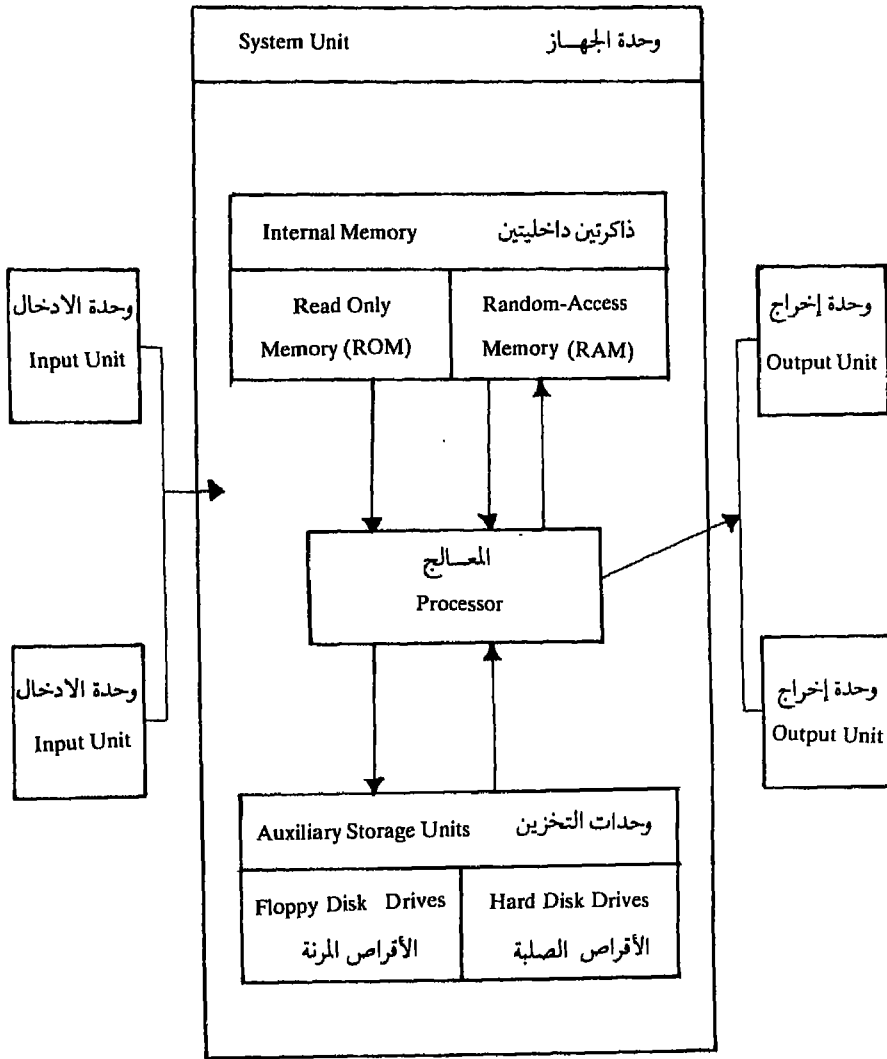 System Unit وحدة الجهـــاز
Internal Memory ذاكرتين داخليتين
Read Only
Memory (ROM)
Random-Access
Memory (RAM)
وحدة الادخال
Input Unit
وحدة إخراج
Output Unit
المعـــالج
Processor
وحدة الادخال
Input Unit
وحدة إخراج
Output Unit
Auxiliary Storage Units وحدات التخزين
Floppy Disk Drives
الأقراص المرنة
Hard Disk Drives
الأقراص الصلبة